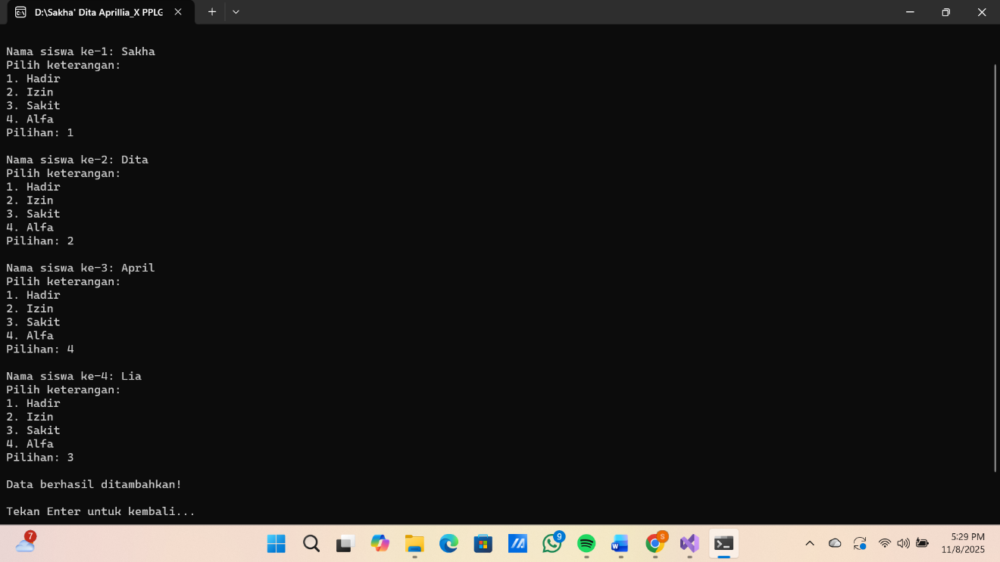 D:\Sakha' Dita Aprillia_X PPLG
Nama siswa ke-1: Sakha
Pilih keterangan:
1. Hadir
2. Izin
3. Sakit
4. Alfa
Pilihan: 1
Nama siswa ke-2: Dita
Pilih keterangan:
1. Hadir
2. Izin
3. Sakit
4. Alfa
Pilihan: 2
Nama siswa ke-3: April
Pilih keterangan:
1. Hadir
2. Izin
3. Sakit
4. Alfa
Pilihan: 4
Nama siswa ke-4: Lia
Pilih keterangan:
1. Hadir
2. Izin
3. Sakit
4. Alfa
Pilihan: 3
Data berhasil ditambahkan!
Tekan Enter untuk kembali...
7
9
S
5:29 PM
11/8/2025